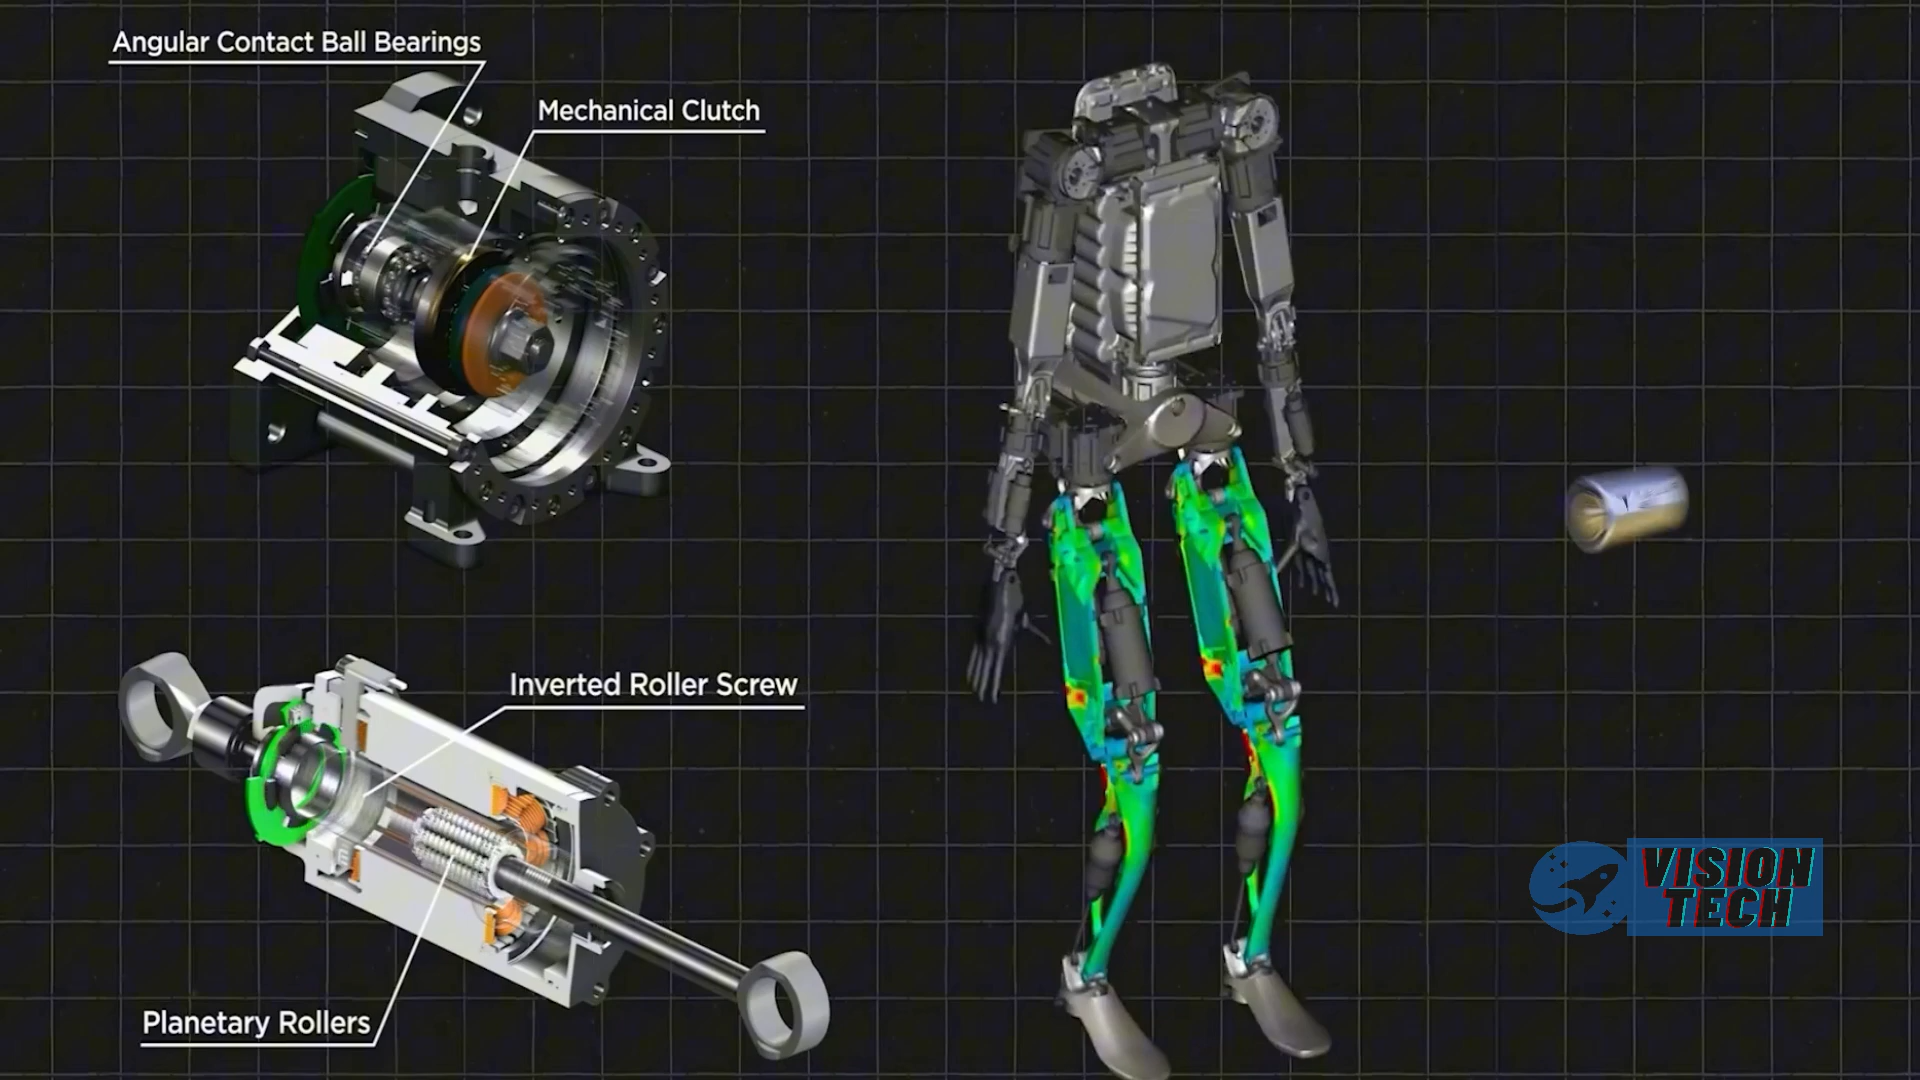 Angular Contact Ball Bearings
Mechanical Clutch
Inverted Roller Screw
Planetary Rollers
VISION
TECH